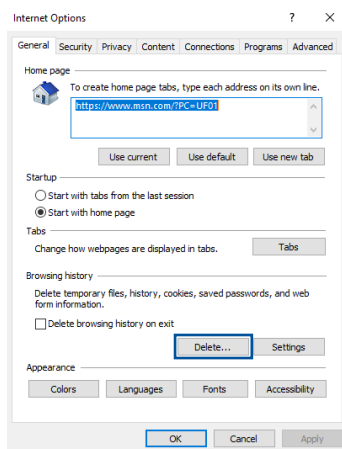 Internet Options ? X
General Security Privacy Content Connections Programs Advanced
Home page
To create home page tabs, type each address on its own line.
https://www.msn.com/?PC=UF01
Use current Use default Use new tab
Startup
Start with tabs from the last session
Start with home page
Tabs
Change how webpages are displayed in tabs. Tabs
Browsing history
Delete temporary files, history, cookies, saved passwords, and web
form information.
Delete browsing history on exit
Delete... Settings
Appearance
Colors Languages Fonts Accessibility
OK Cancel Apply